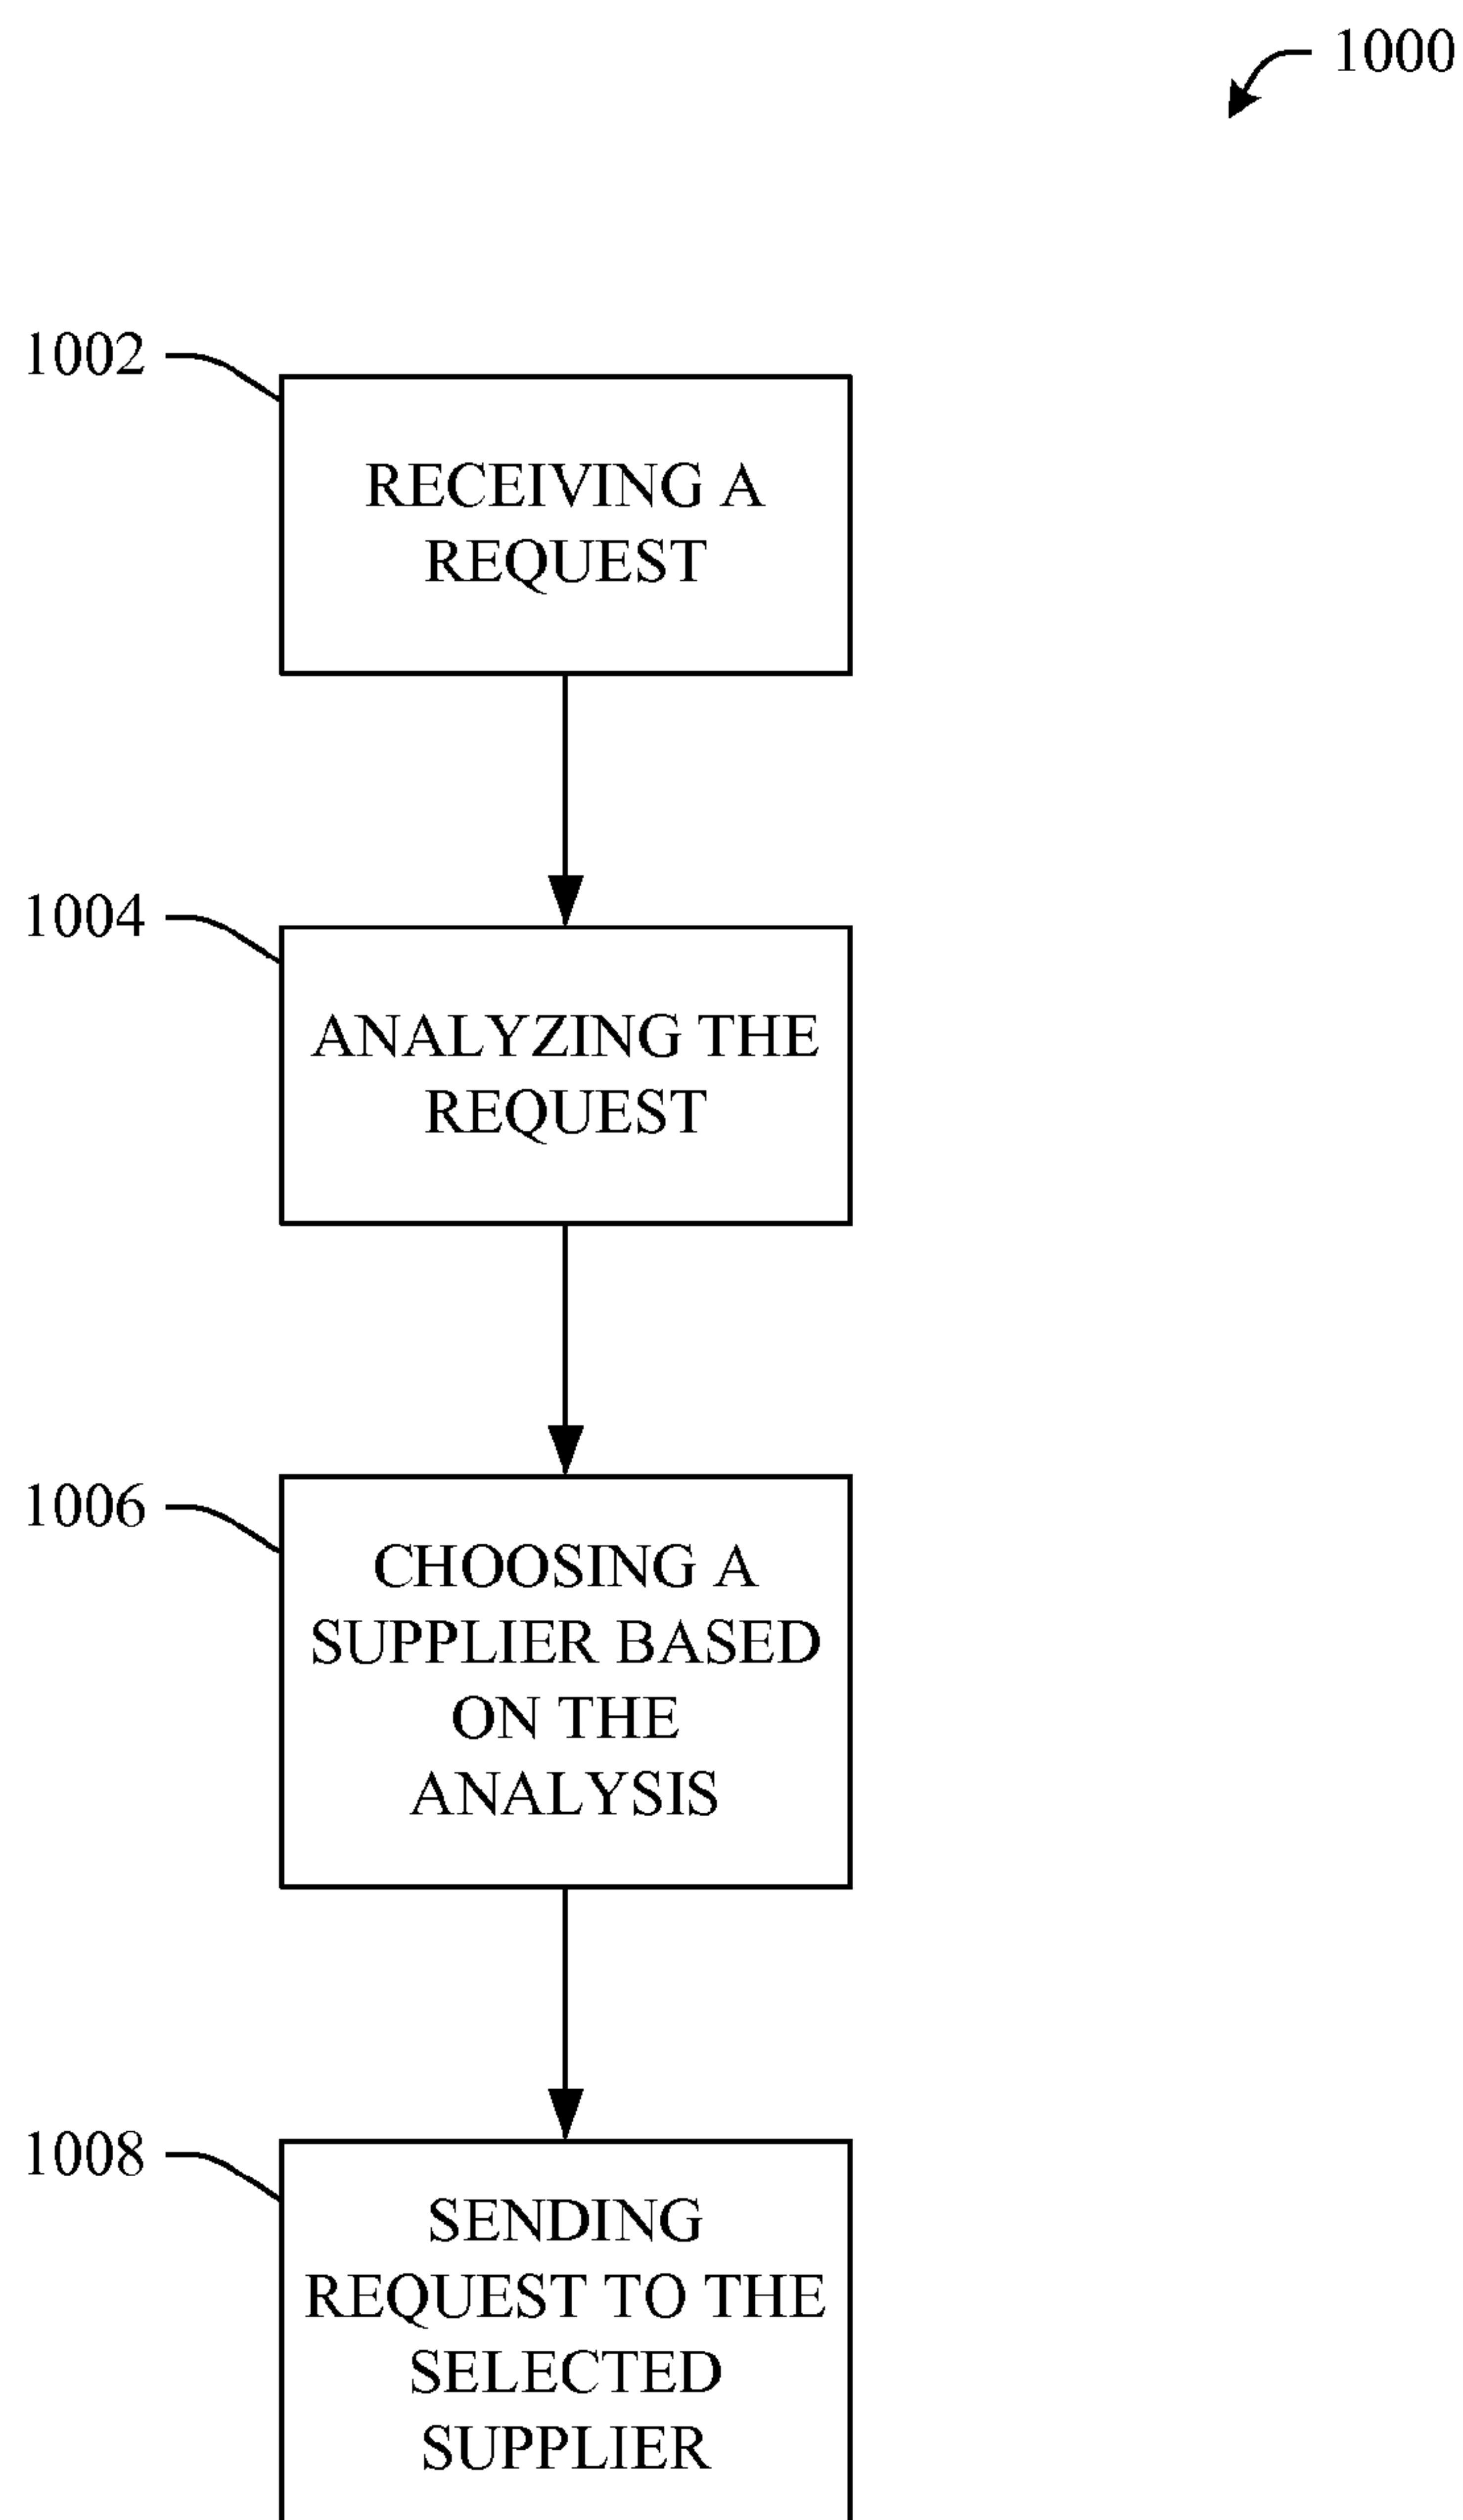 1000
1002
RECEIVING A
REQUEST
1004
ANALYZING THE
REQUEST
1006
CHOOSING A
SUPPLIER BASED
ON THE
ANALYSIS
1008
SENDING
REQUEST TO THE
SELECTED
SUPPLIER